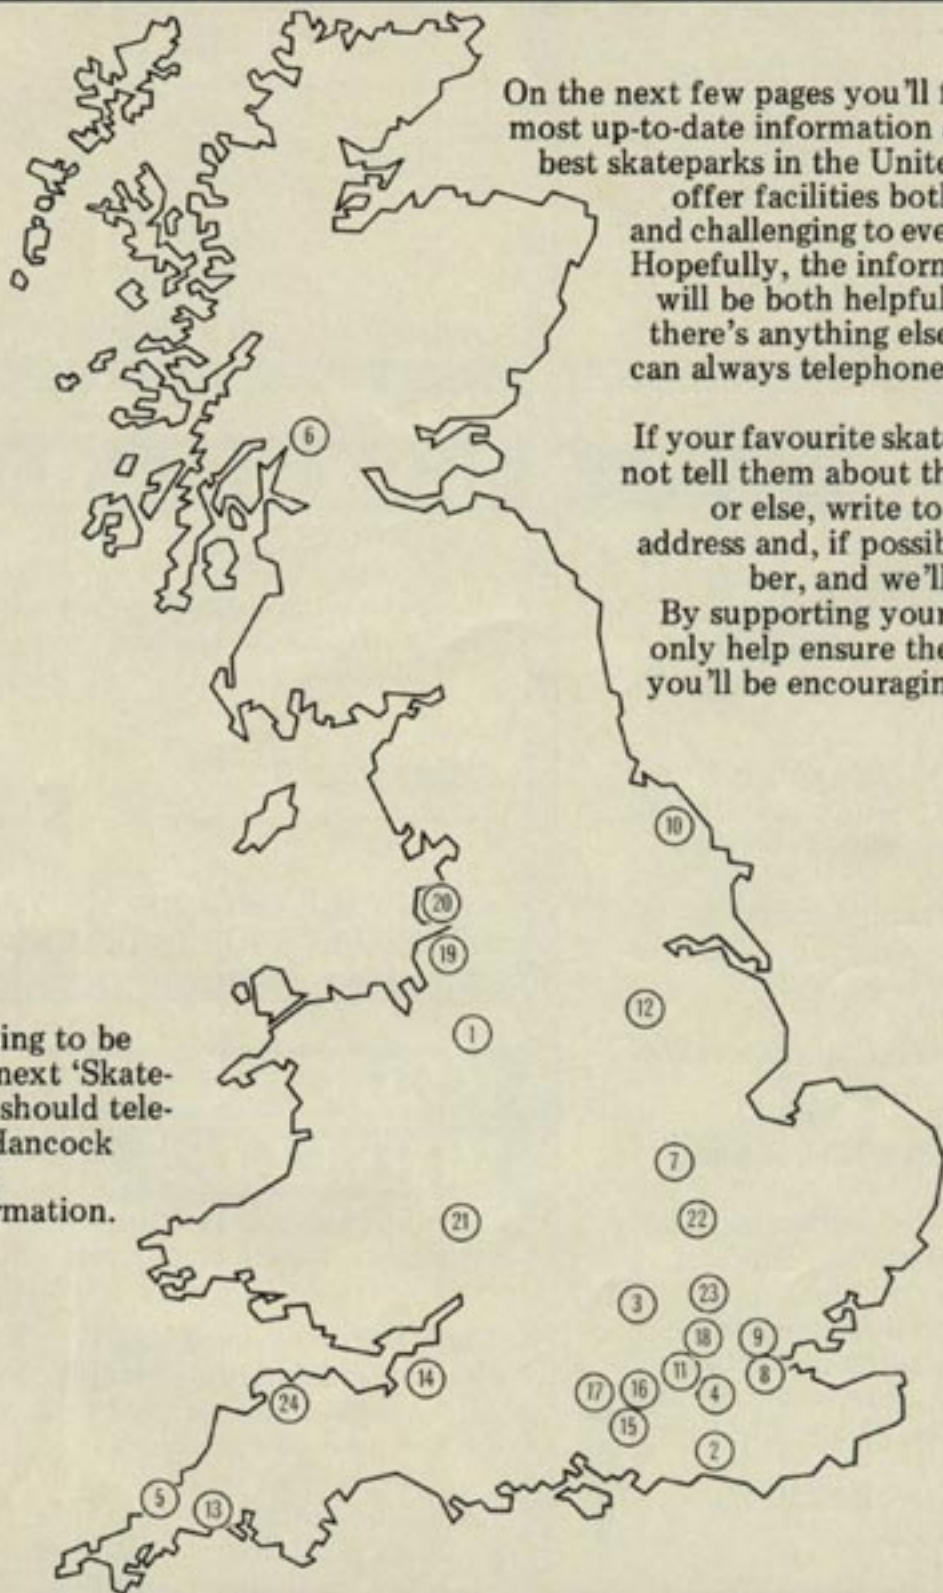 On the next few pages you'll
most up-to-date information
best skateparks in the Unite
offer facilities both
and challenging to eve
Hopefully, the inform
will be both helpful
there's anything else
can always telephone

If your favourite skat
not tell them about th
or else, write to
address and, if possib
ber, and we'll
By supporting your
only help ensure the
you'll be encouragin
6
10
20
19
12
1
ing to be
next 'Skate-
should tele-
Hancock
rmation.
7
21
22
3
23
18
9
11
8
14
17
16
4
24
15
2
5
13